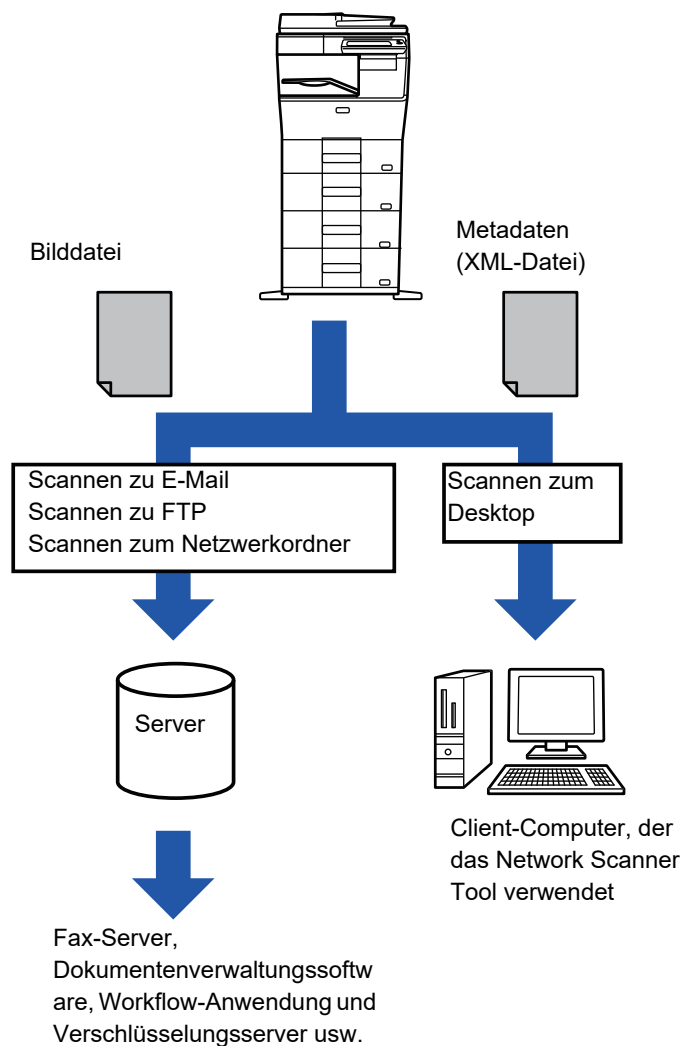 Bilddatei
Metadaten
(XML-Datei)
Scannen zu E-Mail
Scannen zu FTP
Scannen zum Netzwerkordner
Scannen zum
Desktop
Server
Client-Computer, der
das Network Scanner
Tool verwendet
Fax-Server,
Dokumentenverwaltungssoftw
are, Workflow-Anwendung und
Verschlüsselungsserver usw.